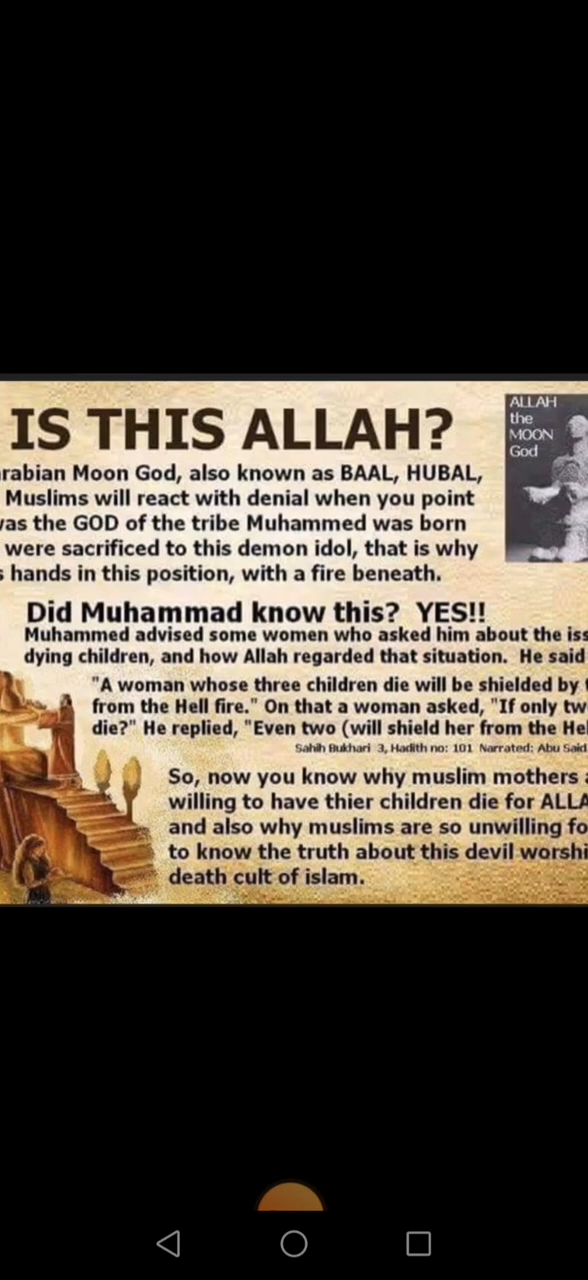 IS THIS ALLAH?
ALLAH
the
MOON
God
rabian Moon God, also known as BAAL, HUBAL,
Muslims will react with denial when you point
as the GOD of the tribe Muhammed was born
were sacrificed to this demon idol, that is why
s hands in this position, with a fire beneath.
Did Muhammad know this? YES!!
Muhammed advised some women who asked him about the iss
dying children, and how Allah regarded that situation. He said
"A woman whose three children die will be shielded by t
from the Hell fire." On that a woman asked, "If only tw
die?" He replied, "Even two (will shield her from the Hel
Sahih Bukhari 3, Hadith no: 101 Narrated: Abu Said
So, now you know why muslim mothers a
willing to have thier children die for ALLA
and also why muslims are so unwilling fo
to know the truth about this devil worshi
death cult of islam.